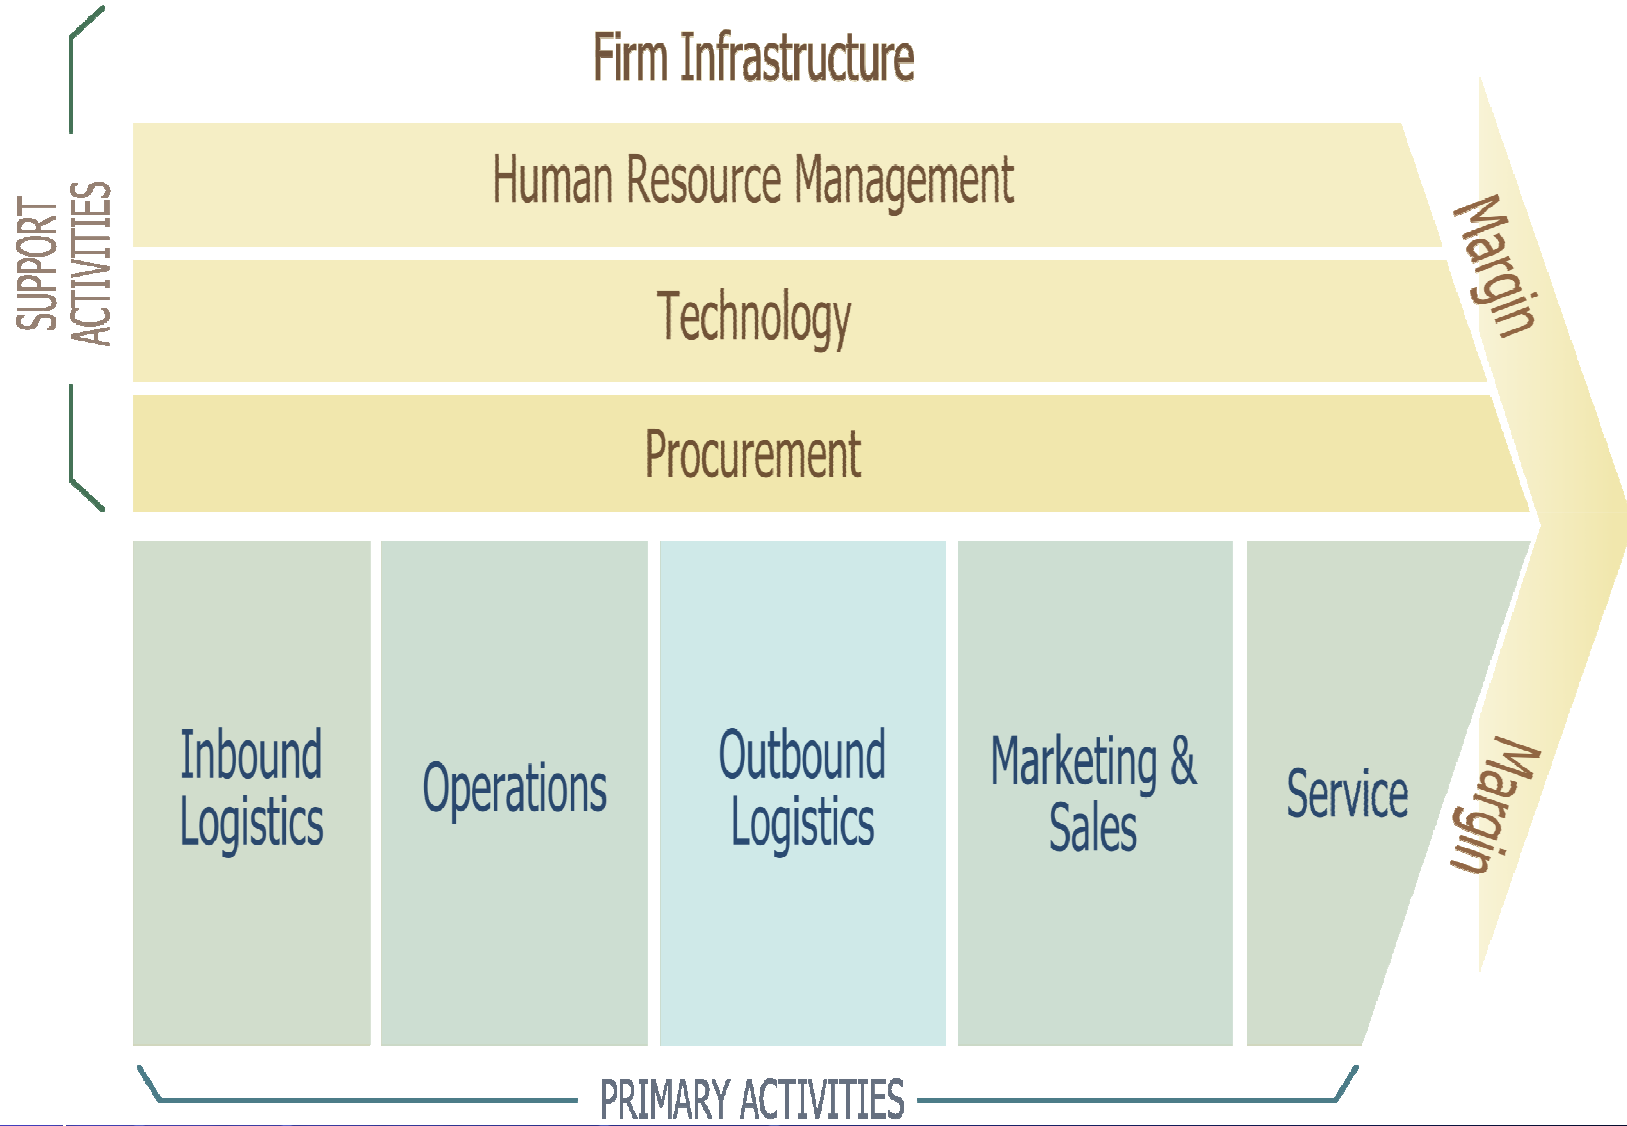 Firm Infrastructure
Human Resource Management
Technology
Procurement
SUPPORT
ACTIVITIES
Margin
Inbound
Logistics
Operations
Outbound
Logistics
Marketing &
Sales
Service
Margin
PRIMARY ACTIVITIES